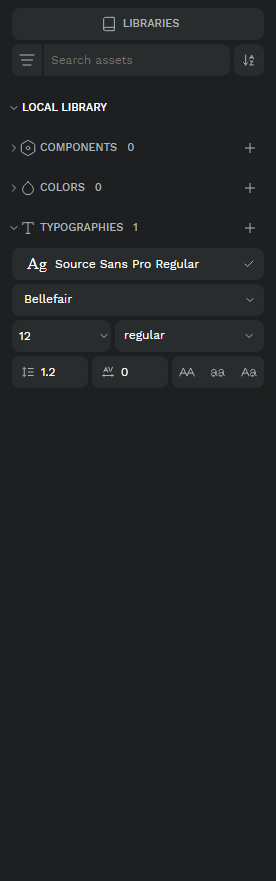 LIBRARIES
Search assets
A Z
LOCAL LIBRARY
COMPONENTS 0
COLORS 0
TYPOGRAPHIES 1
Ag Source Sans Pro Regular
Bellefair
12 regular
1.2 AV 0 AA aa Aa